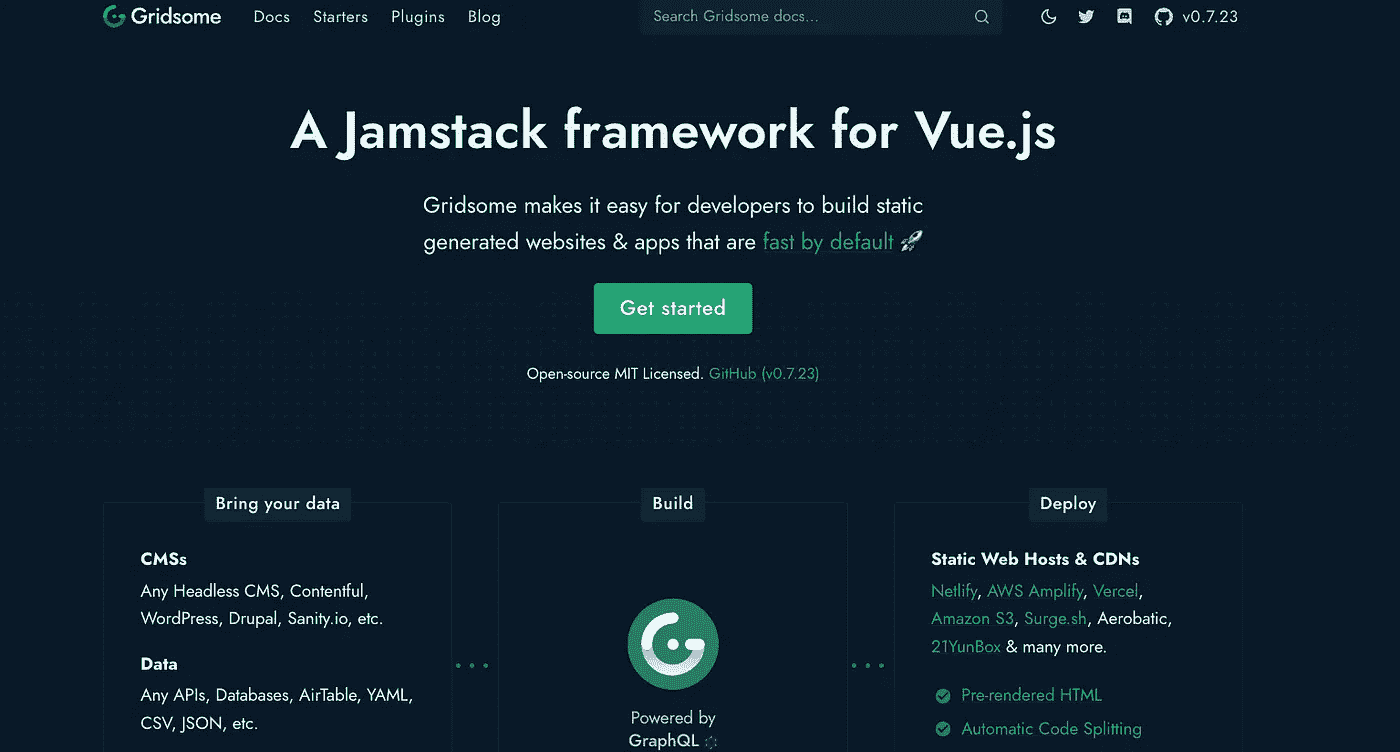 Gridsome Docs Starters Plugins Blog Search Gridsome docs... v0.7.23
A Jamstack framework for Vue.js
Gridsome makes it easy for developers to build static
generated websites & apps that are fast by default 🚀
Get started
Open-source MIT Licensed. GitHub (v0.7.23)
Bring your data
CMSs
Any Headless CMS, Contentful,
WordPress, Drupal, Sanity.io, etc.
Data
Any APIs, Databases, AirTable, YAML,
CSV, JSON, etc.
Build
Powered by
GraphQL
Deploy
Static Web Hosts & CDNs
Netlify, AWS Amplify, Vercel,
Amazon S3, Surge.sh, Aerobatic,
21YunBox & many more.
Pre-rendered HTML
Automatic Code Splitting